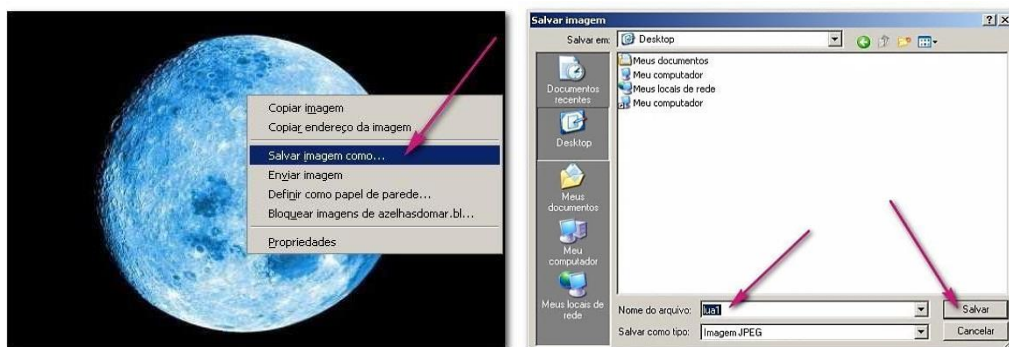 Copiar imagem
Copiar endereço da imagem
Salvar imagem como...
Enviar imagem
Definir como papel de parede...
Bloquear imagens de azelhasdomar.bl...
Propriedades
Salvar imagem
Salvar em:
Desktop
Documentos
recentes
Desktop
Meus
documentos
Meu
computador
Meus locais de
rede
Meus documentos
Meu computador
Meus locais de rede
Meu computador
Nome do arquivo:
lua1
Salvar
Salvar como tipo:
Imagem JPEG
Cancelar